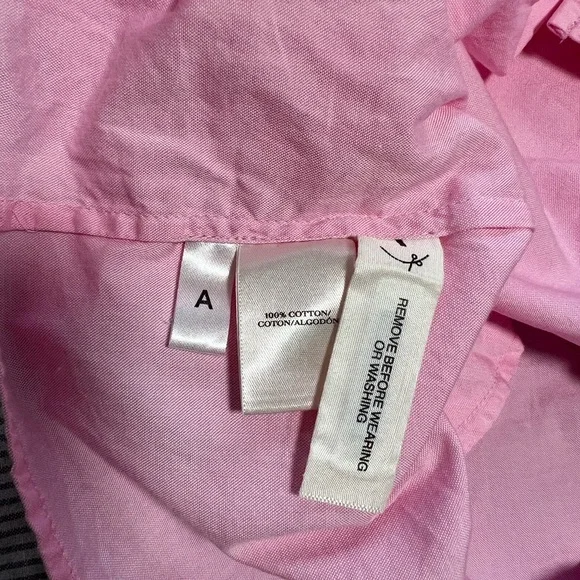 A
100% COTTON/
COTON/ALGODÓN
REMOVE BEFORE WEARING
OR WASHING